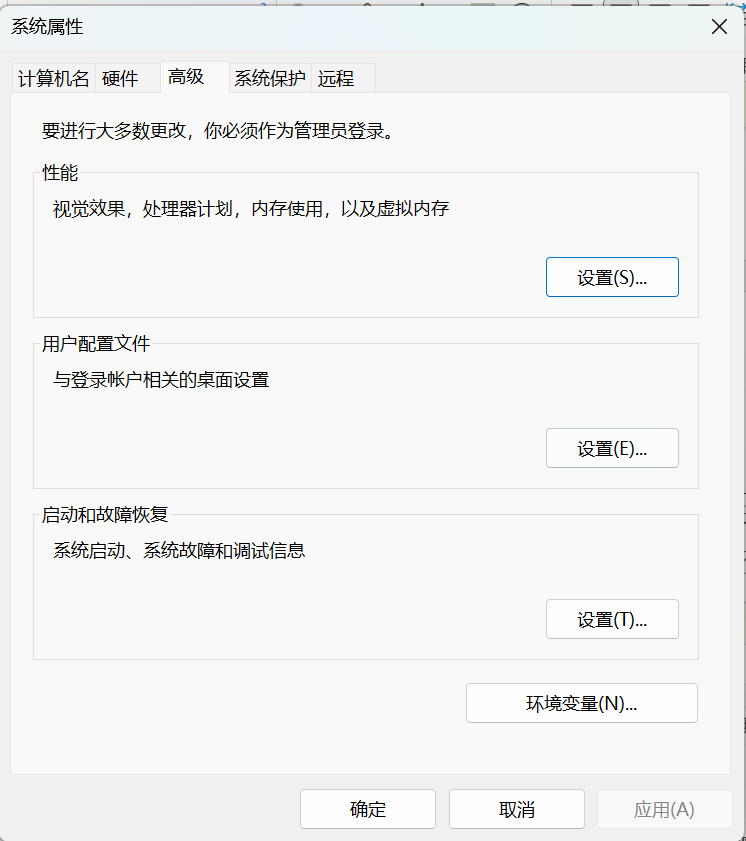 系统属性
计算机名 硬件 高级 系统保护 远程
要进行大多数更改，你必须作为管理员登录。
性能
视觉效果，处理器计划，内存使用，以及虚拟内存
设置(S)...
用户配置文件
与登录帐户相关的桌面设置
设置(E)...
启动和故障恢复
系统启动、系统故障和调试信息
设置(T)...
环境变量(N)...
确定 取消 应用(A)